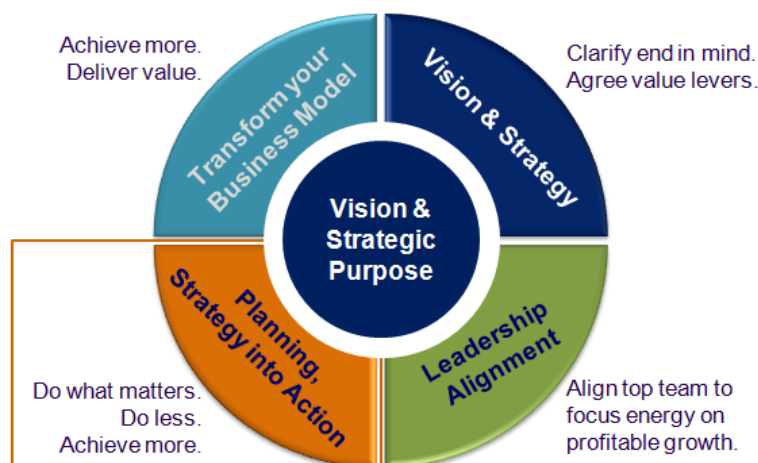 Achieve more.
Deliver value.
Transform your
Business Model
Vision & Strategy
Clarify end in mind.
Agree value levers.
Vision &
Strategic
Purpose
Planning,
Strategy into Action
Do what matters.
Do less.
Achieve more.
Leadership
Alignment
Align top team to
focus energy on
profitable growth.